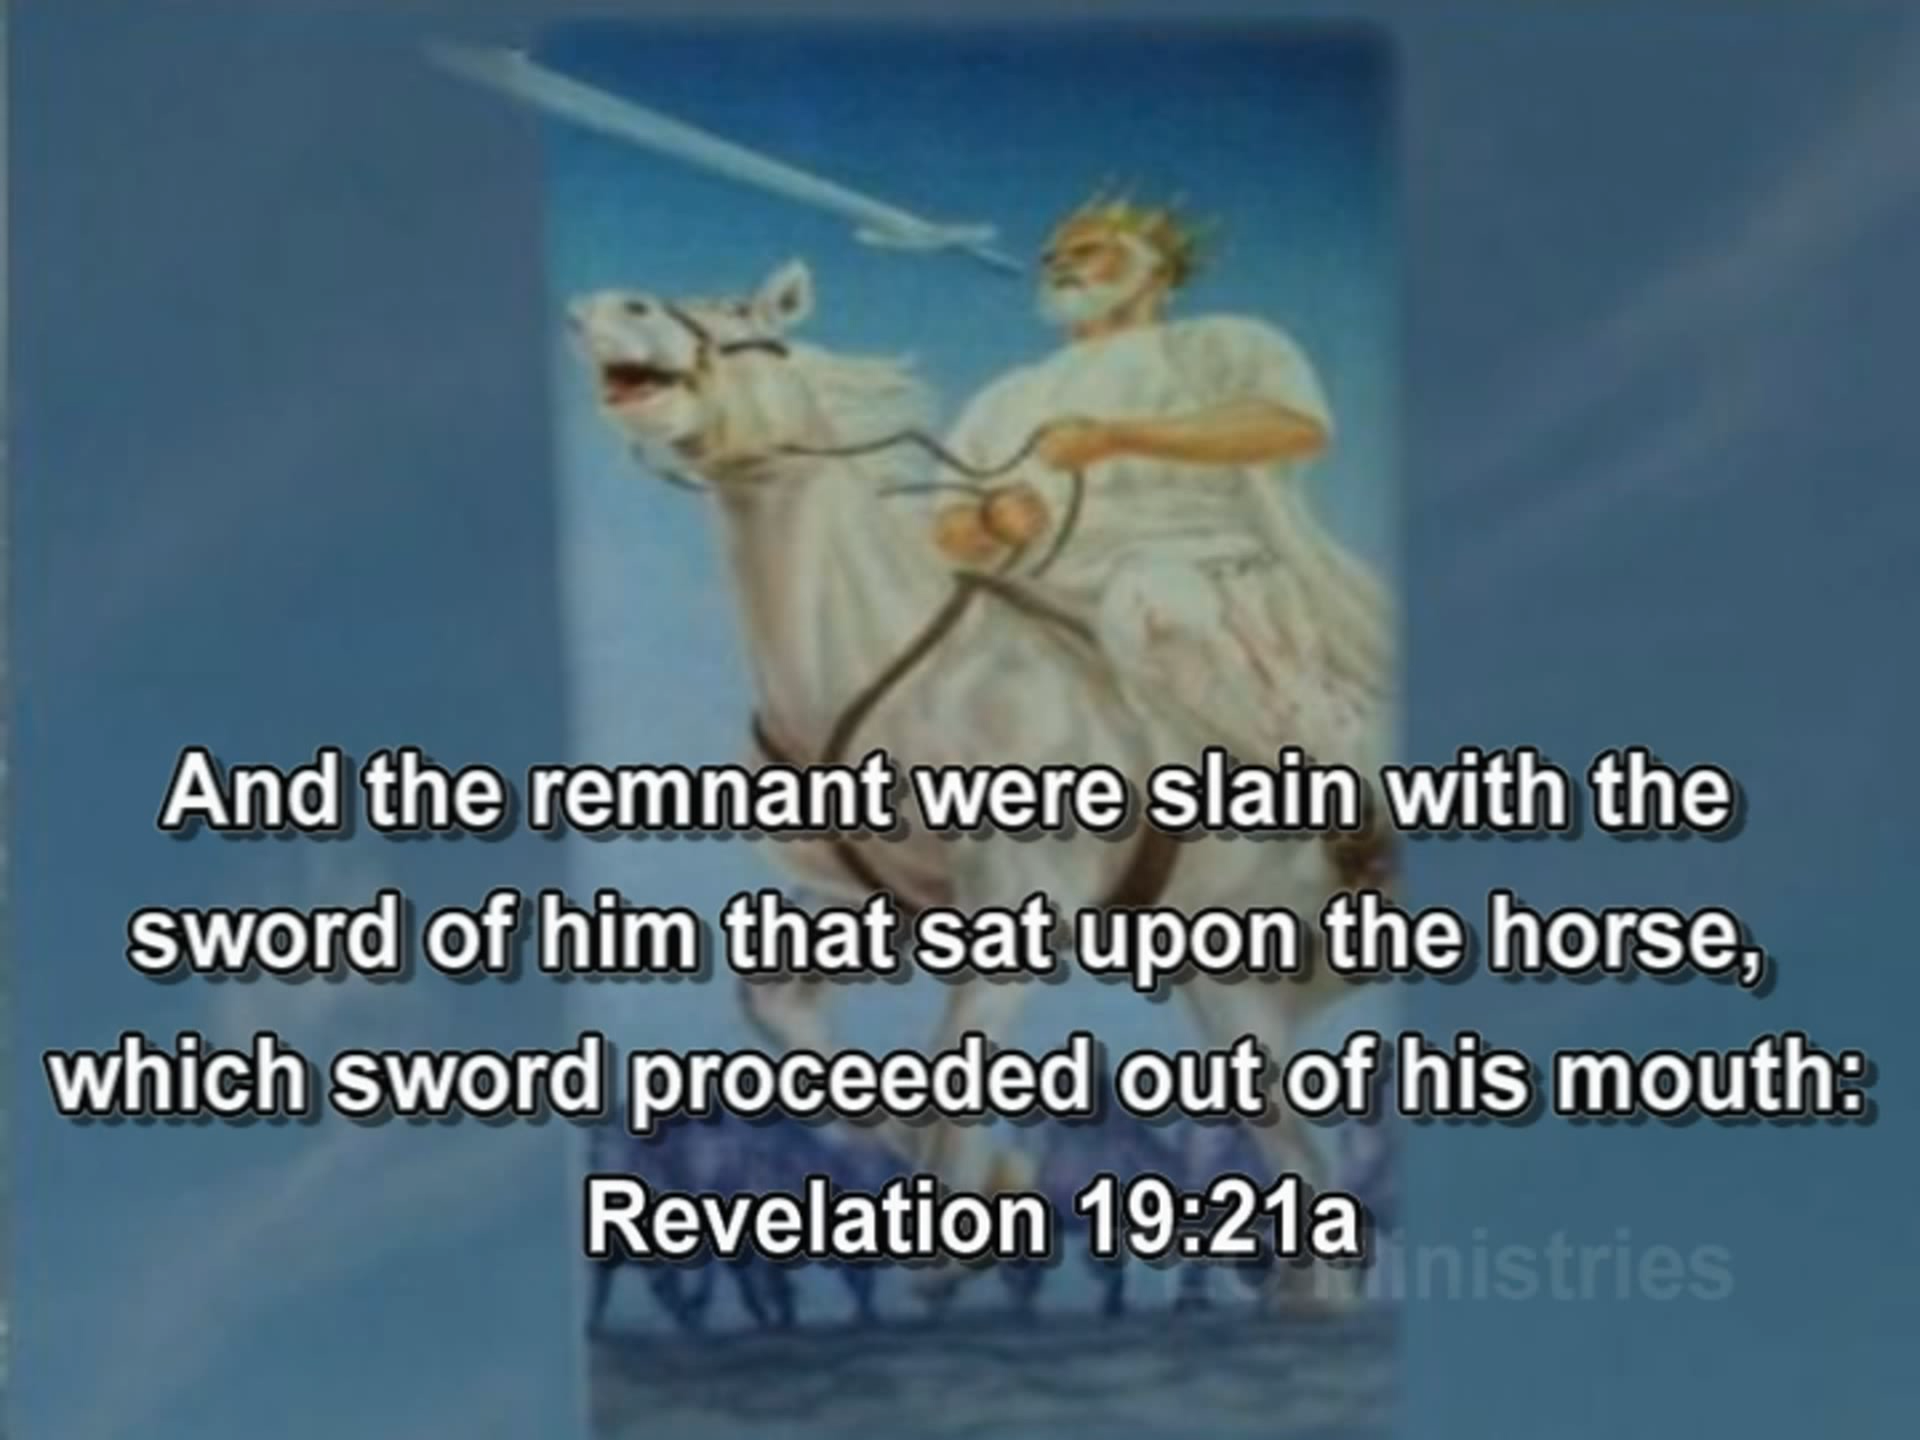 And the remnant were slain with the
sword of him that sat upon the horse,
which sword proceeded out of his mouth:
Revelation 19:21a
Ministries